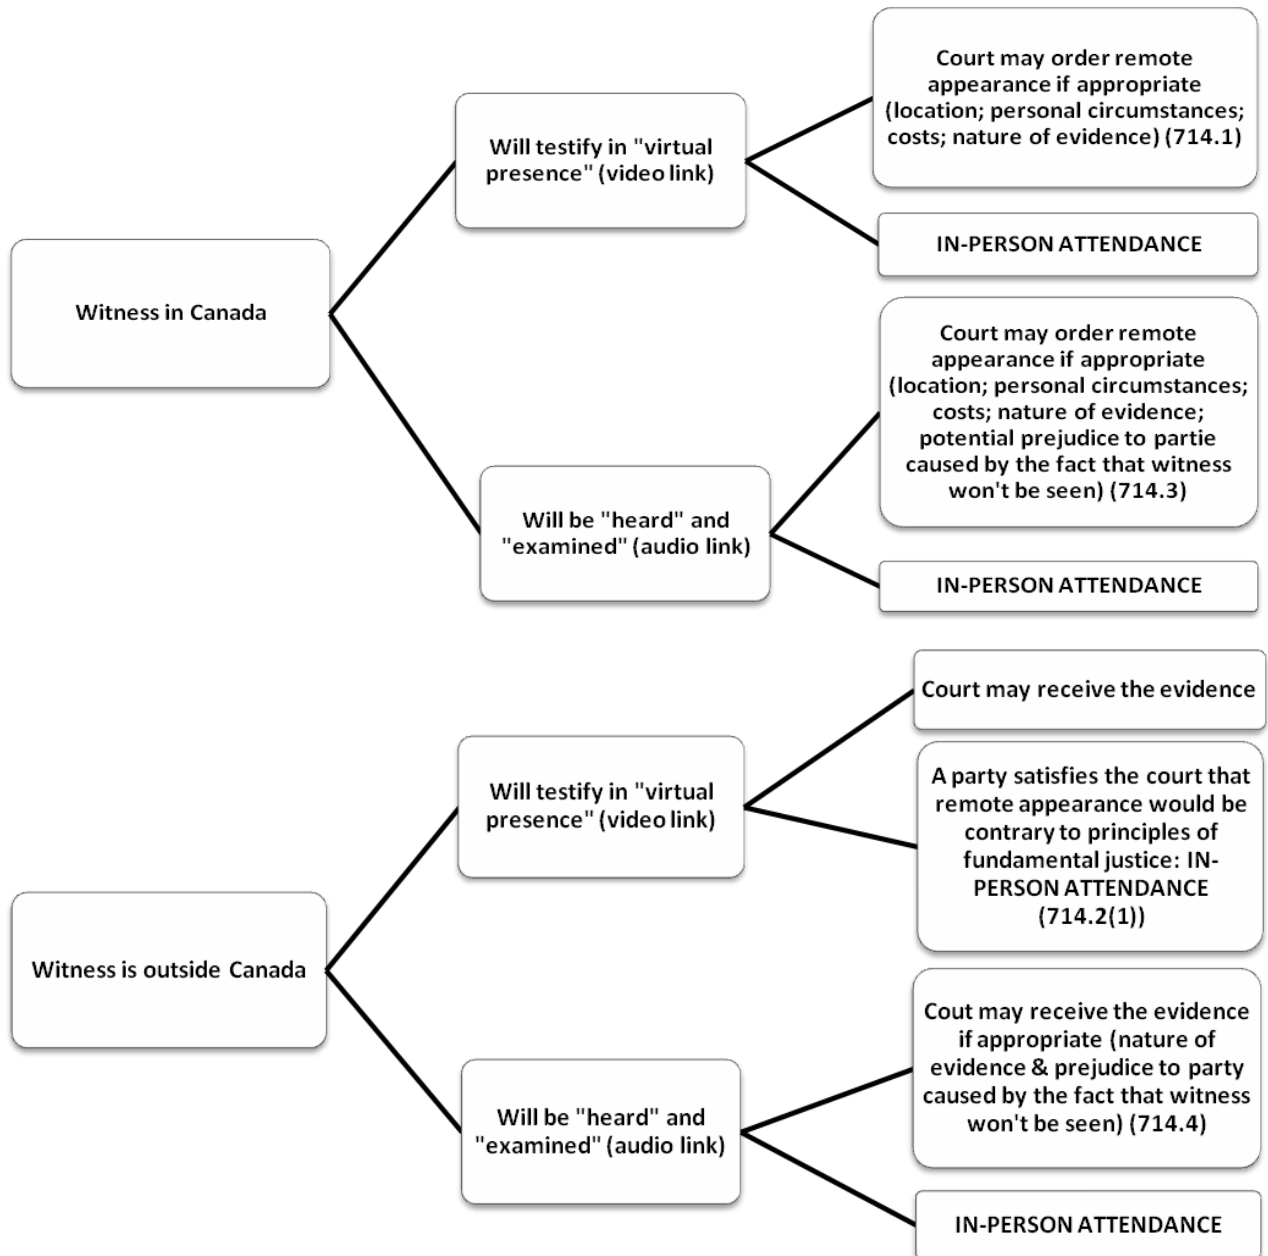 Witness in Canada
Will testify in "virtual
presence" (video link)
Court may order remote
appearance if appropriate
(location; personal circumstances;
costs; nature of evidence) (714.1)
IN-PERSON ATTENDANCE
Will be "heard" and
"examined" (audio link)
Court may order remote
appearance if appropriate
(location; personal circumstances;
costs; nature of evidence;
potential prejudice to partie
caused by the fact that witness
won't be seen) (714.3)
IN-PERSON ATTENDANCE
Witness is outside Canada
Will testify in "virtual
presence" (video link)
Court may receive the evidence
A party satisfies the court that
remote appearance would be
contrary to principles of
fundamental justice: IN-
PERSON ATTENDANCE
(714.2(1))
Will be "heard" and
"examined" (audio link)
Cout may receive the evidence
if appropriate (nature of
evidence & prejudice to party
caused by the fact that witness
won't be seen) (714.4)
IN-PERSON ATTENDANCE